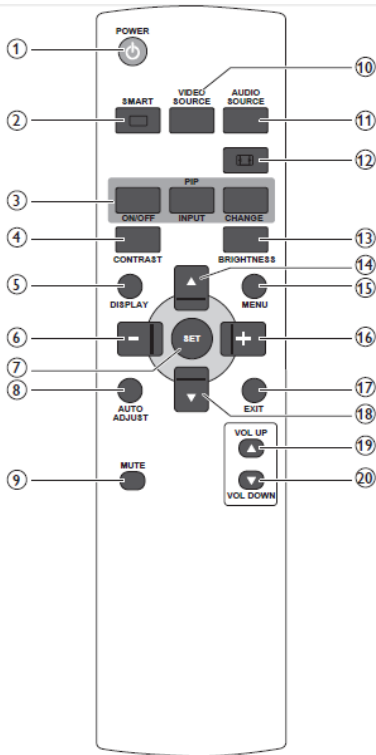 POWER
①
⑩
VIDEO
SOURCE
AUDIO
SOURCE
SMART
②
⑪
⑫
PIP
③
ON/OFF INPUT CHANGE
④
⑬
CONTRAST
BRIGHTNESS
⑭
⑤
⑮
DISPLAY
MENU
⑥
SET
⑯
⑦
⑧
⑰
AUTO
ADJUST
EXIT
⑱
VOL UP
⑲
MUTE
⑨
⑳
VOL DOWN